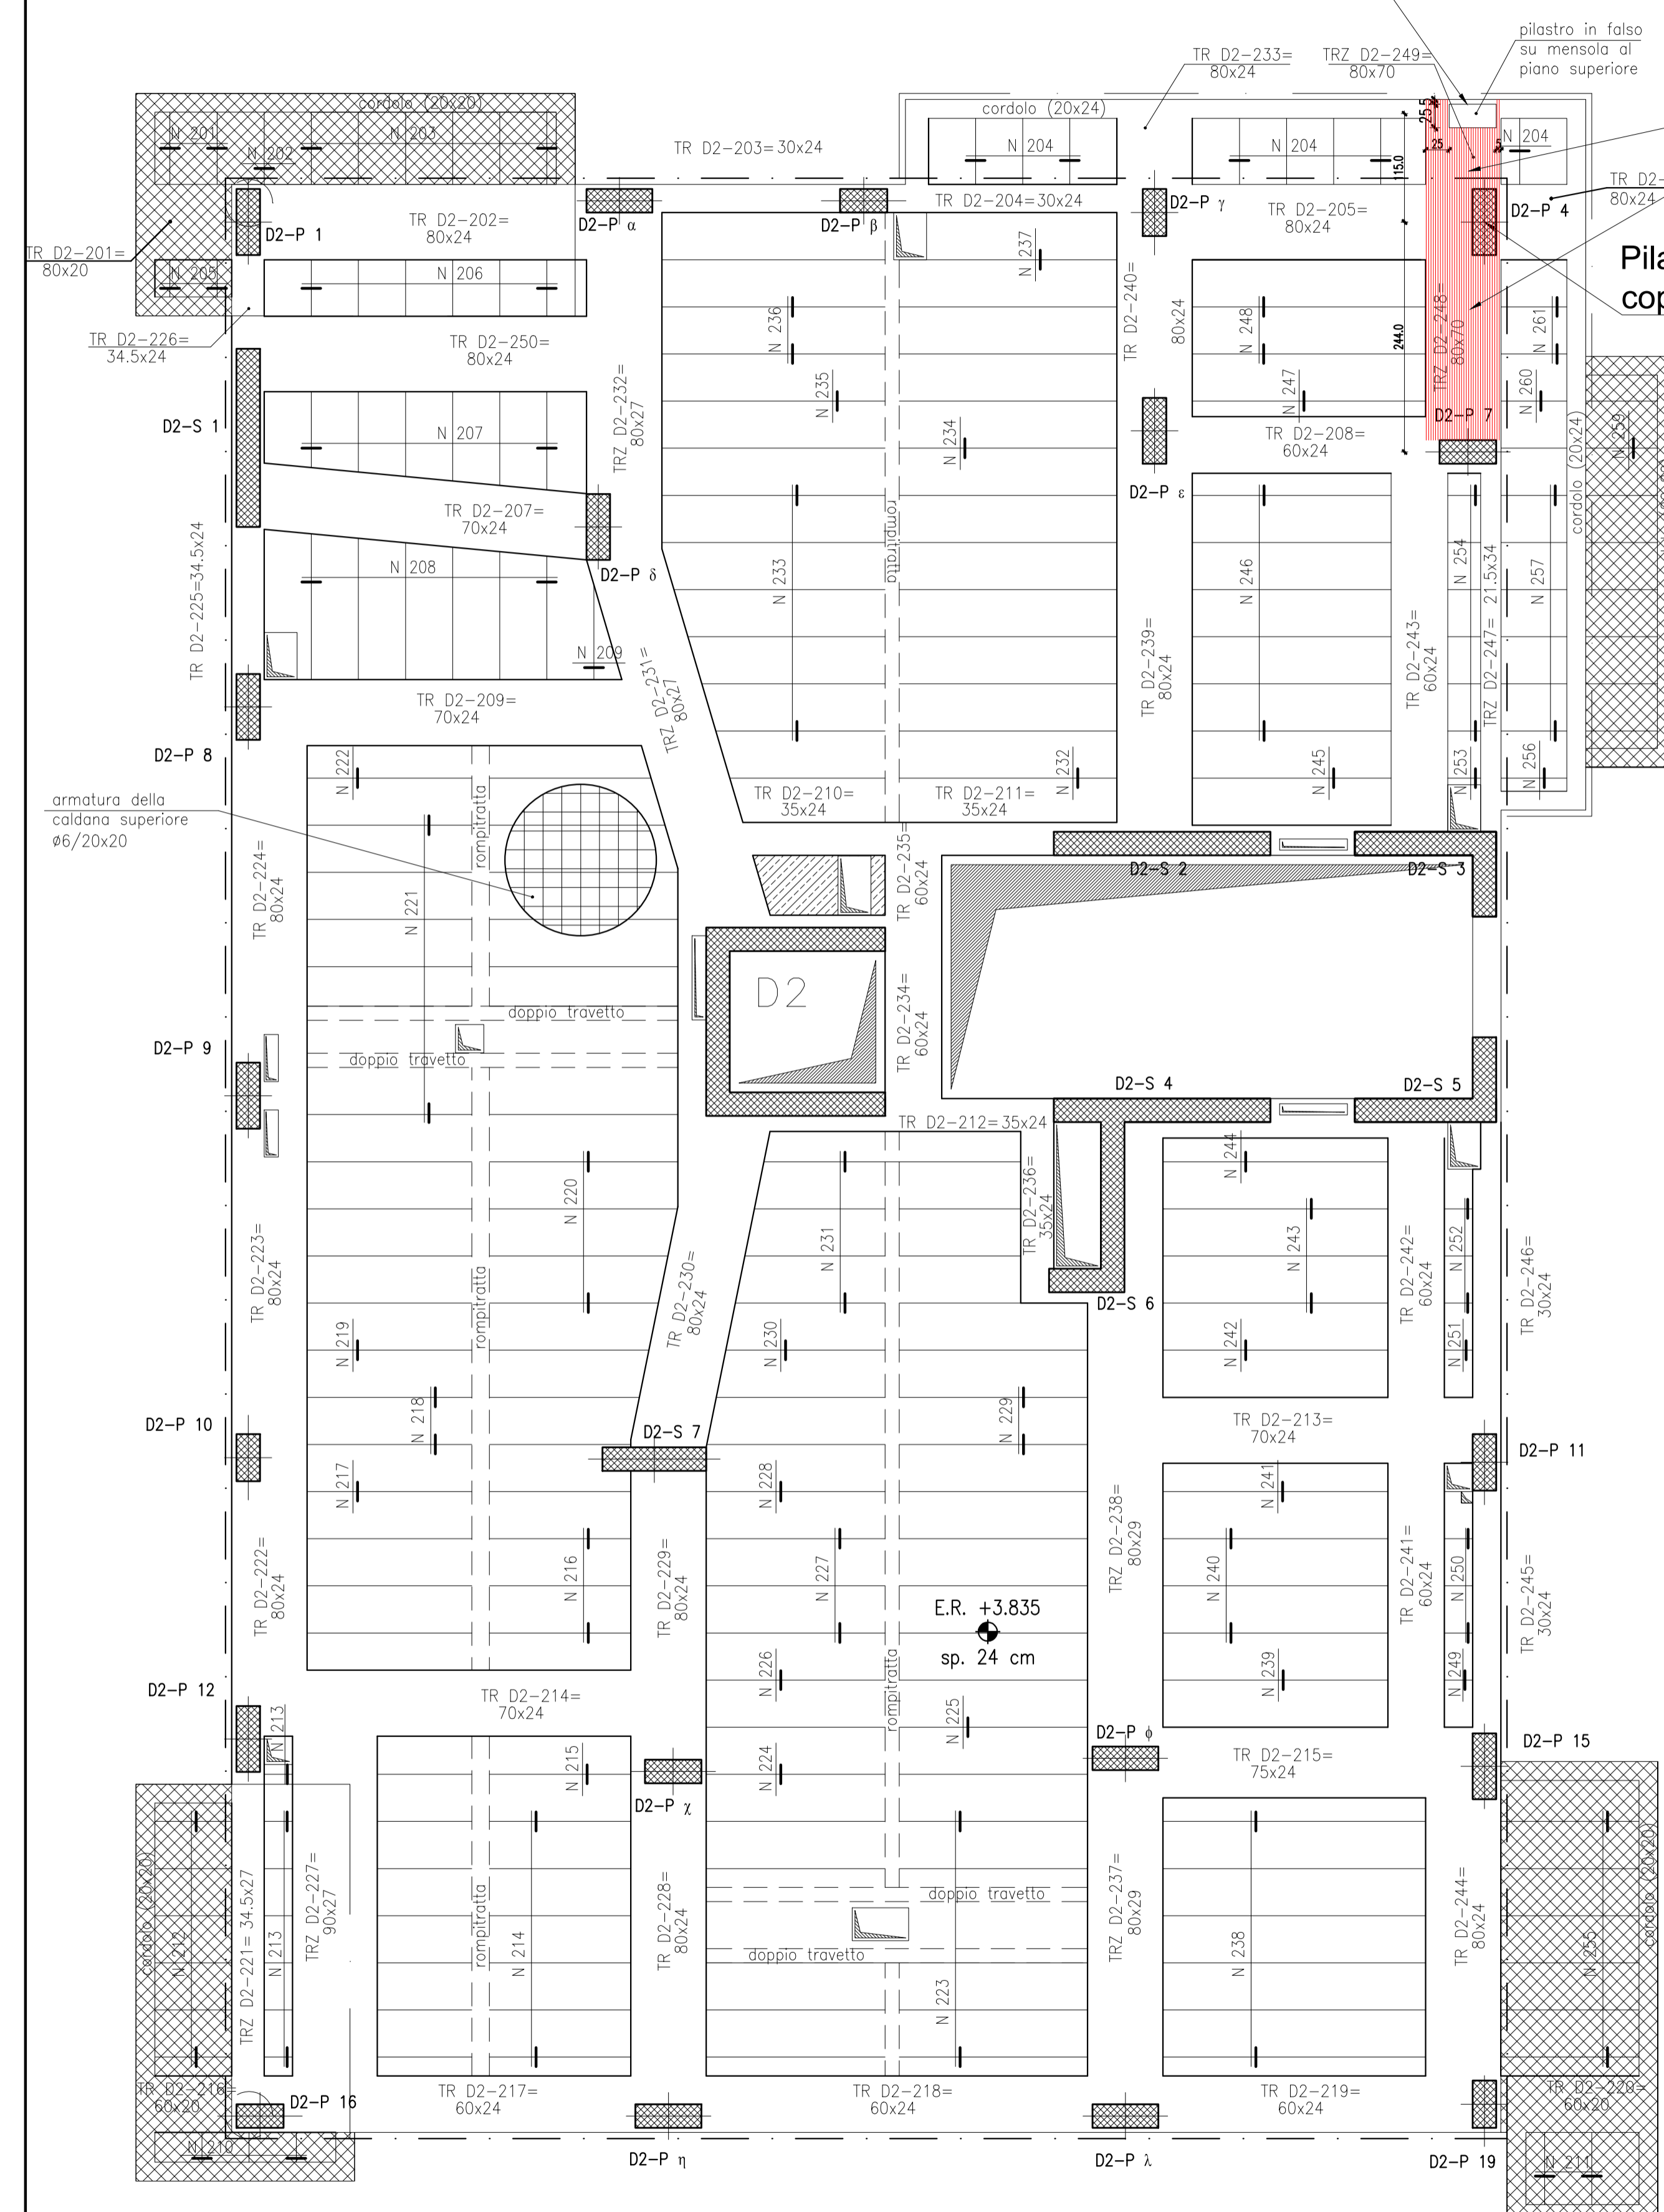 pilastro in falso
su mensola al
piano superiore
TR D2-233=
80x24
TRZ D2-249=
80x70
cordolo (20x20)
cordolo (20x24)
N 201
N 203
N 202
N 204
N 204
N 204
25.5
25
5
115.0
TR D2-203=30x24
TR D2-204=30x24
TR D2-
80x24
D2-P 1
TR D2-202=
80x24
D2-P α
D2-P β
D2-P γ
TR D2-205=
80x24
D2-P 4
TR D2-201=
80x20
Pila
cop
N 205
N 206
N 237
TR D2-240=
80x24
TR D2-226=
34.5x24
TR D2-250=
80x24
N 236
N 248
244.0
TRZ D2-248=
80x70
N 261
TRZ D2-232=
80x27
N 235
N 247
N 260
D2-S 1
N 207
N 234
D2-P 7
TR D2-208=
60x24
cordolo (20x24)
N 259
TR D2-207=
70x24
D2-P ε
rompitratta
N 208
D2-P δ
N 233
N 246
N 254
N 257
TR D2-225=34.5x24
N 209
TRZ D2-231=
80x27
TR D2-239=
80x24
TR D2-243=
60x24
TRZ D2-247= 21.5x34
TR D2-209=
70x24
D2-P 8
N 222
N 232
N 245
N 253
N 256
armatura della
caldana superiore
ø6/20x20
TR D2-210=
35x24
TR D2-211=
35x24
rompitratta
TR D2-224=
80x24
N 221
TR D2-235=
60x24
D2-S 2
D2-S 3
D2
doppio travetto
doppio travetto
D2-P 9
TR D2-234=
60x24
D2-S 4
D2-S 5
TR D2-212=35x24
N 244
TR D2-223=
80x24
N 220
N 231
TR D2-236=
35x24
N 243
TR D2-242=
60x24
N 252
TR D2-246=
30x24
rompitratta
TR D2-230=
80x24
D2-S 6
N 219
N 230
N 242
N 251
N 218
N 229
D2-P 10
D2-S 7
TR D2-213=
70x24
D2-P 11
N 217
N 228
N 241
TR D2-222=
80x24
N 216
TR D2-229=
80x24
N 227
TRZ D2-238=
80x29
N 240
TR D2-241=
60x24
N 250
TR D2-245=
30x24
E.R. +3.835
sp. 24 cm
N 226
N 239
N 249
D2-P 12
TR D2-214=
70x24
rompitratta
N 225
N 213
D2-P ϕ
D2-P 15
N 215
N 224
TR D2-215=
75x24
D2-P χ
cordolo (20x20)
N 212
TRZ D2-221= 34.5x27
N 213
TRZ D2-227=
90x27
rompitratta
N 214
TR D2-228=
80x24
doppio travetto
doppio travetto
N 223
TRZ D2-237=
80x29
N 238
TR D2-244=
80x24
N 255
cordolo (20x20)
TR D2-216=
60x20
D2-P 16
TR D2-217=
60x24
TR D2-218=
60x24
TR D2-219=
60x24
TR D2-220=
60x20
N 210
D2-P η
D2-P λ
D2-P 19
N 211